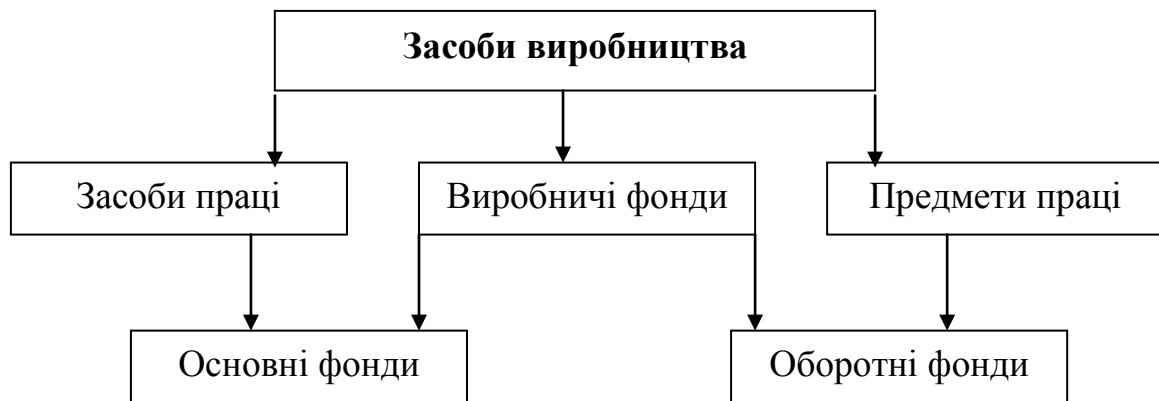 Засоби виробництва
Засоби праці
Виробничі фонди
Предмети праці
Основні фонди
Оборотні фонди